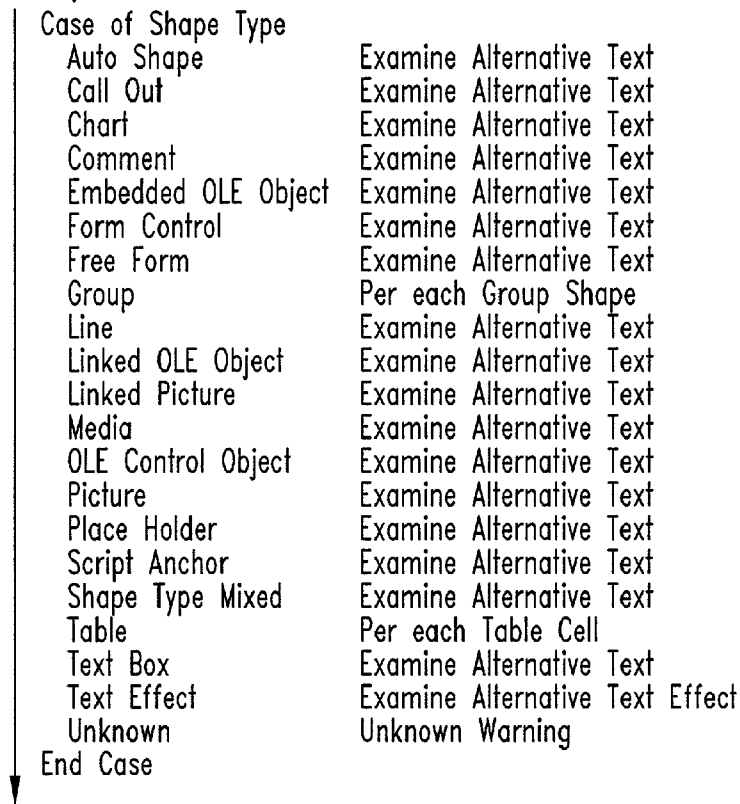 Case of Shape Type
Auto Shape Examine Alternative Text
Call Out Examine Alternative Text
Chart Examine Alternative Text
Comment Examine Alternative Text
Embedded OLE Object Examine Alternative Text
Form Control Examine Alternative Text
Free Form Examine Alternative Text
Group Per each Group Shape
Line Examine Alternative Text
Linked OLE Object Examine Alternative Text
Linked Picture Examine Alternative Text
Media Examine Alternative Text
OLE Control Object Examine Alternative Text
Picture Examine Alternative Text
Place Holder Examine Alternative Text
Script Anchor Examine Alternative Text
Shape Type Mixed Examine Alternative Text
Table Per each Table Cell
Text Box Examine Alternative Text
Text Effect Examine Alternative Text Effect
Unknown Unknown Warning
End Case